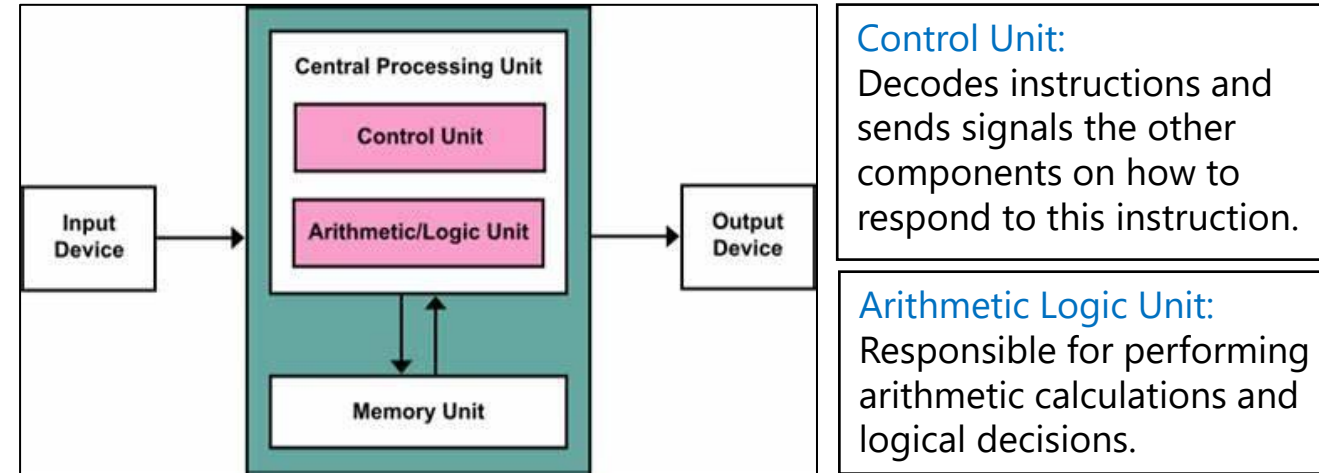 Central Processing Unit
Control Unit
Arithmetic/Logic Unit
Input
Device
Output
Device
Memory Unit
Control Unit:
Decodes instructions and
sends signals the other
components on how to
respond to this instruction.
Arithmetic Logic Unit:
Responsible for performing
arithmetic calculations and
logical decisions.